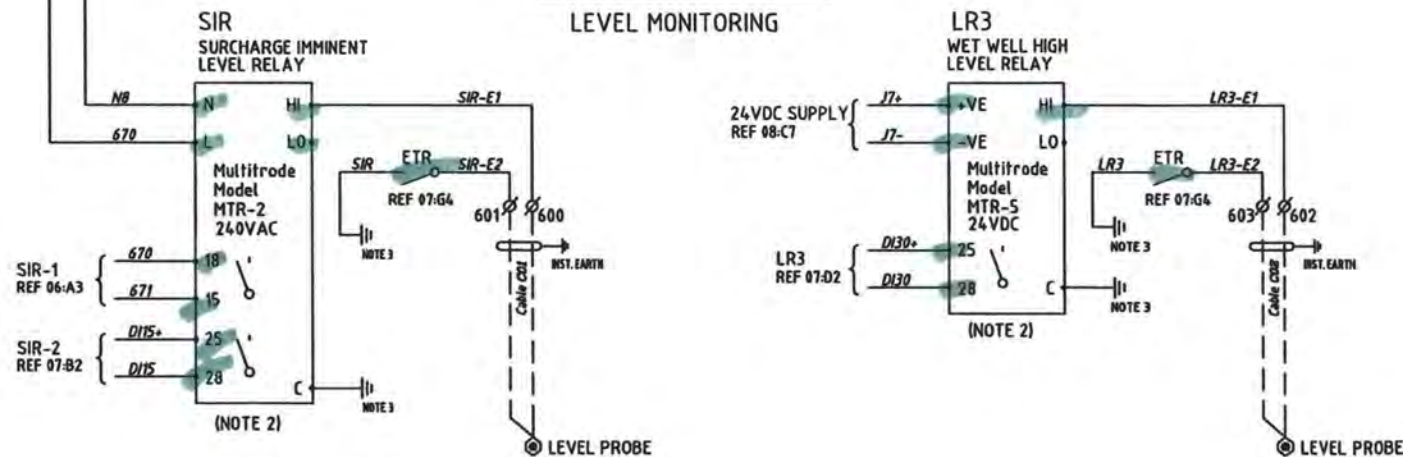 LEVEL MONITORING
SIR
SURCHARGE IMMINENT
LEVEL RELAY
N8
N
HI
SIR-E1
670
L
LO
Multitrode
Model
MTR-2
240VAC
SIR
ETR
SIR-E2
REF 07:G4
NOTE 3
601
600
INST. EARTH
Cable C01
SIR-1
REF 06:A3
670
18
671
15
SIR-2
REF 07:B2
DI15+
25
DI15
28
C
NOTE 3
(NOTE 2)
LEVEL PROBE
LR3
WET WELL HIGH
LEVEL RELAY
24VDC SUPPLY
REF 08:C7
J7+
+VE
HI
LR3-E1
J7-
-VE
LO
Multitrode
Model
MTR-5
24VDC
LR3
ETR
LR3-E2
REF 07:G4
NOTE 3
603
602
INST. EARTH
Cable C02
LR3
REF 07:D2
DI30+
25
DI30
28
C
NOTE 3
(NOTE 2)
LEVEL PROBE